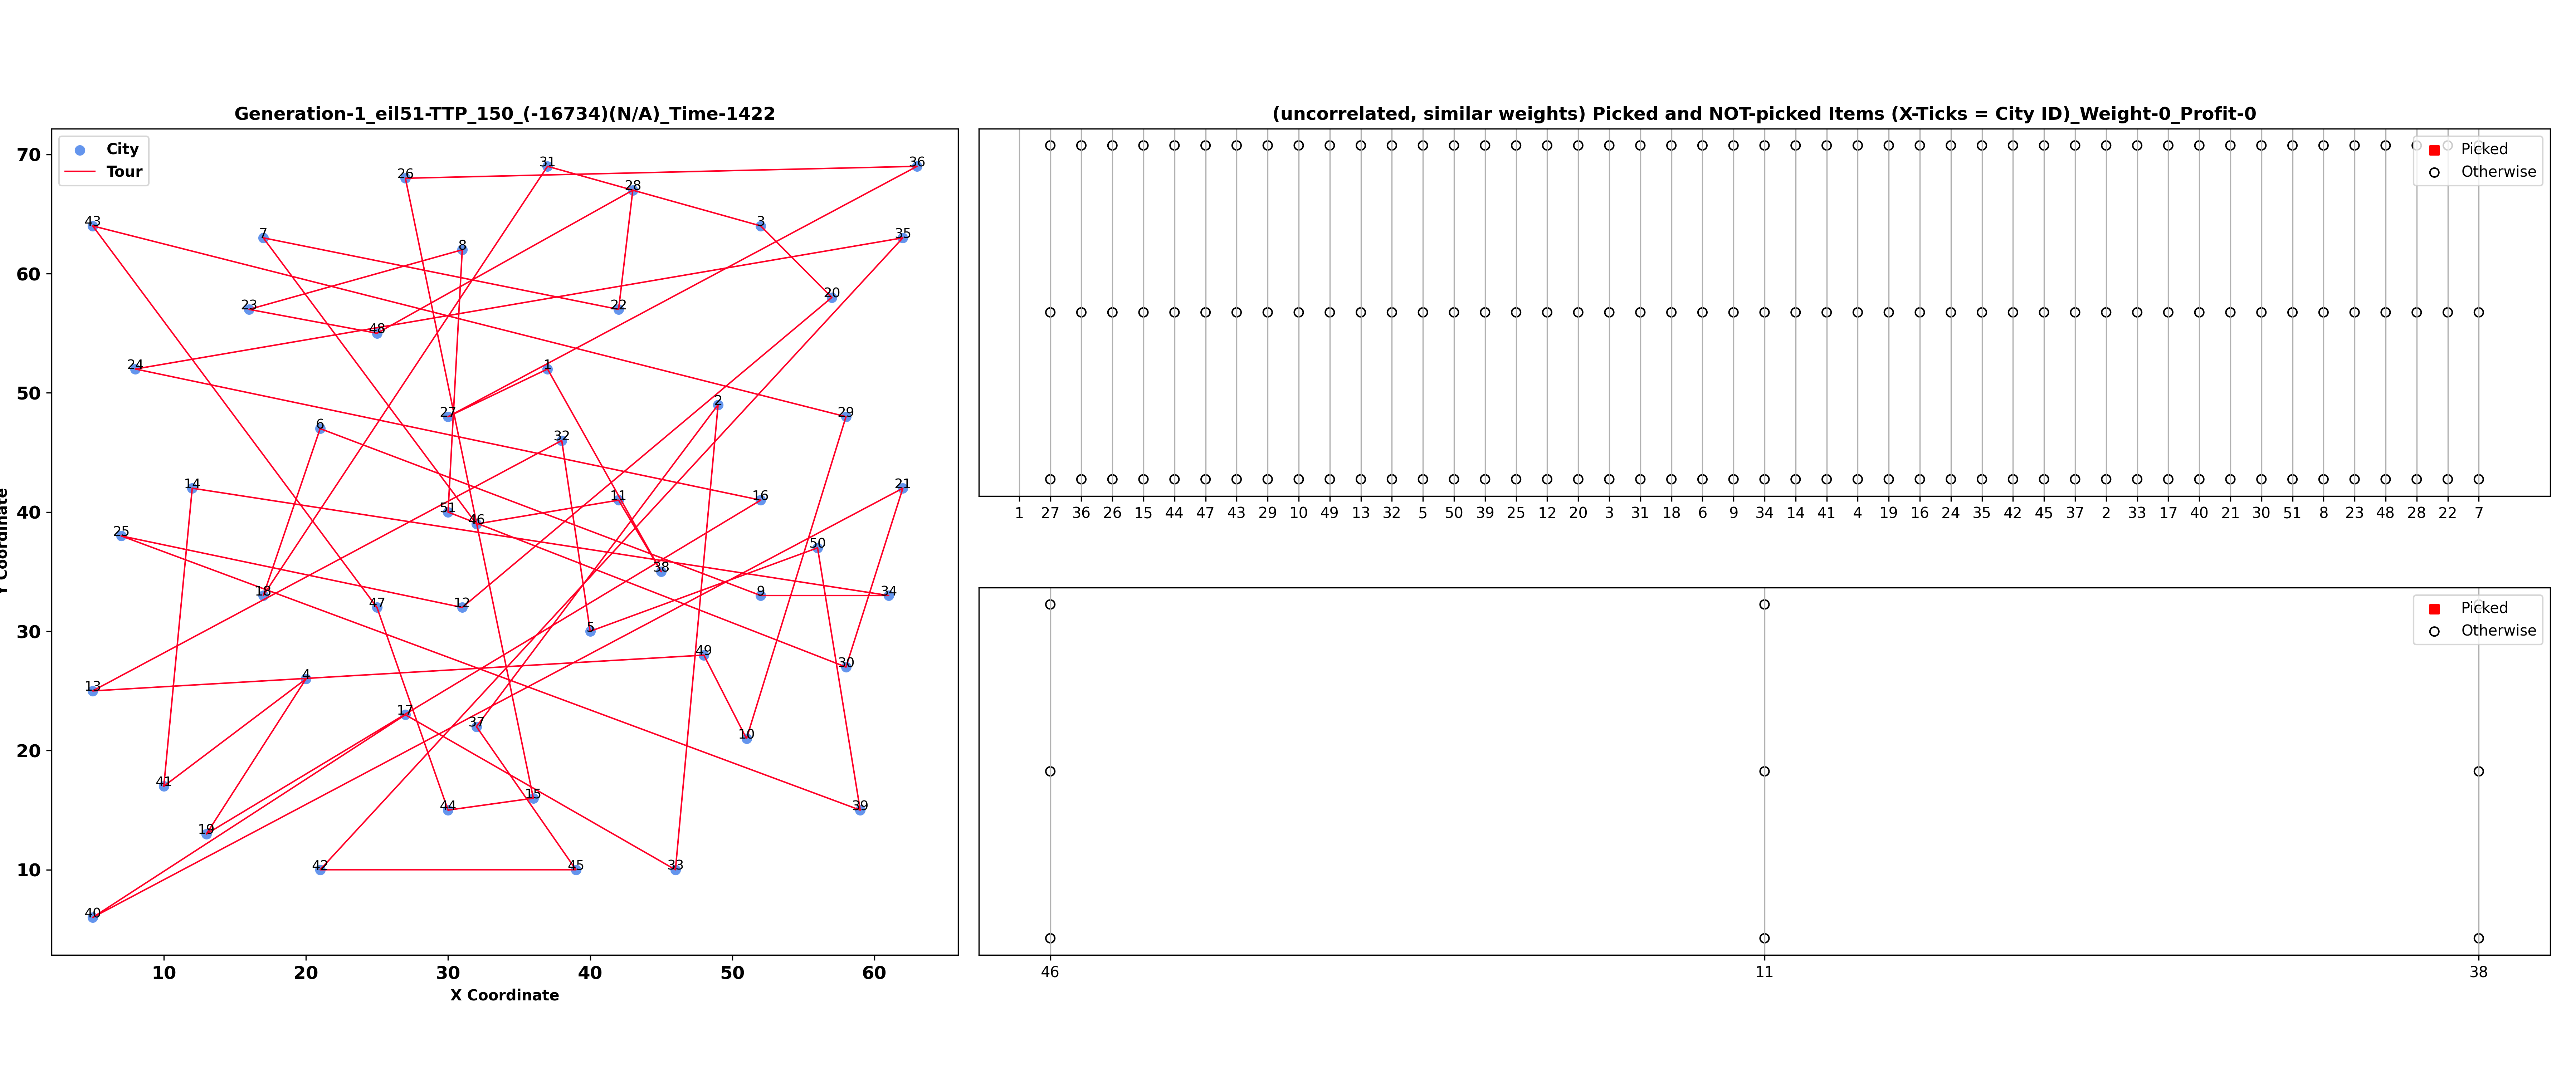 Generation-1_eil51-TTP_150_(-16734)(N/A)_Time-1422
City
Tour
70
60
50
40
30
20
10
10 20 30 40 50 60
X Coordinate
Y Coordinate
26 31 36
28
43 3
7 8 35
23 22 20
48
24 1
27 2 29
6 32
14 11 16 21
51 46
25 50
38
18 47 12 9 34
5
49 30
13 4
17 37
10
41
44 15 39
19
42 45 33
40
(uncorrelated, similar weights) Picked and NOT-picked Items (X-Ticks = City ID)_Weight-0_Profit-0
Picked
Otherwise
1 27 36 26 15 44 47 43 29 10 49 13 32 5 50 39 25 12 20 3 31 18 6 9 34 14 41 4 19 16 24 35 42 45 37 2 33 17 40 21 30 51 8 23 48 28 22 7
Picked
Otherwise
46 11 38